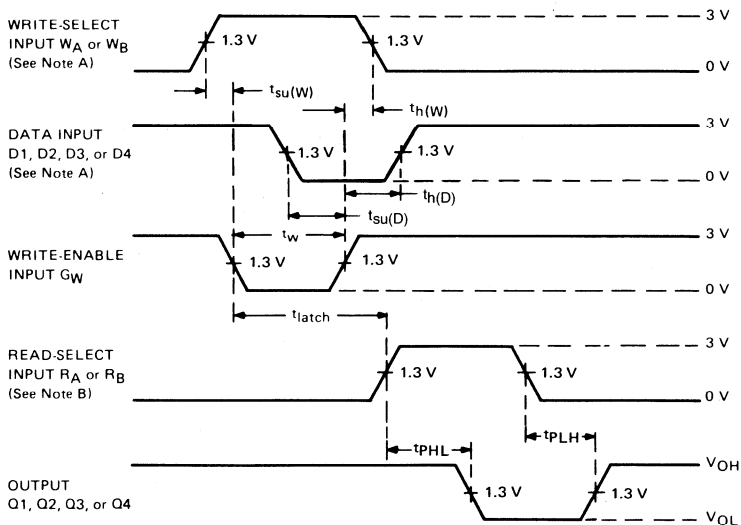 WRITE-SELECT
INPUT WA or WB
(See Note A)
3 V
1.3 V
1.3 V
0 V
tsu(W)
th(W)
DATA INPUT
D1, D2, D3, or D4
(See Note A)
3 V
1.3 V
1.3 V
0 V
th(D)
tsu(D)
tw
WRITE-ENABLE
INPUT GW
3 V
1.3 V
1.3 V
0 V
tlatch
READ-SELECT
INPUT RA or RB
(See Note B)
3 V
1.3 V
1.3 V
0 V
tPHL
tPLH
OUTPUT
Q1, Q2, Q3, or Q4
VOH
1.3 V
1.3 V
VOL